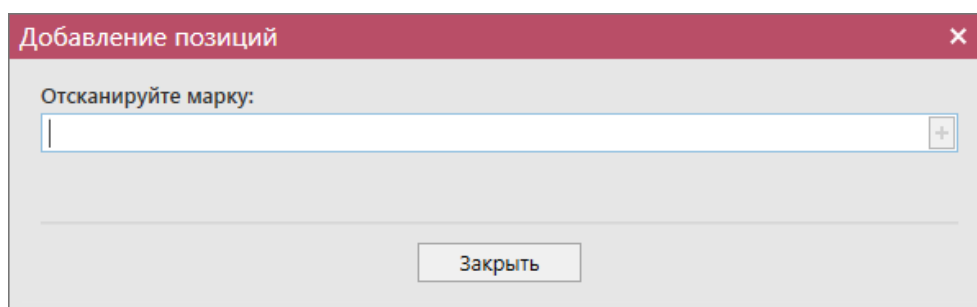 Добавление позиций
Отсканируйте марку:
Закрыть